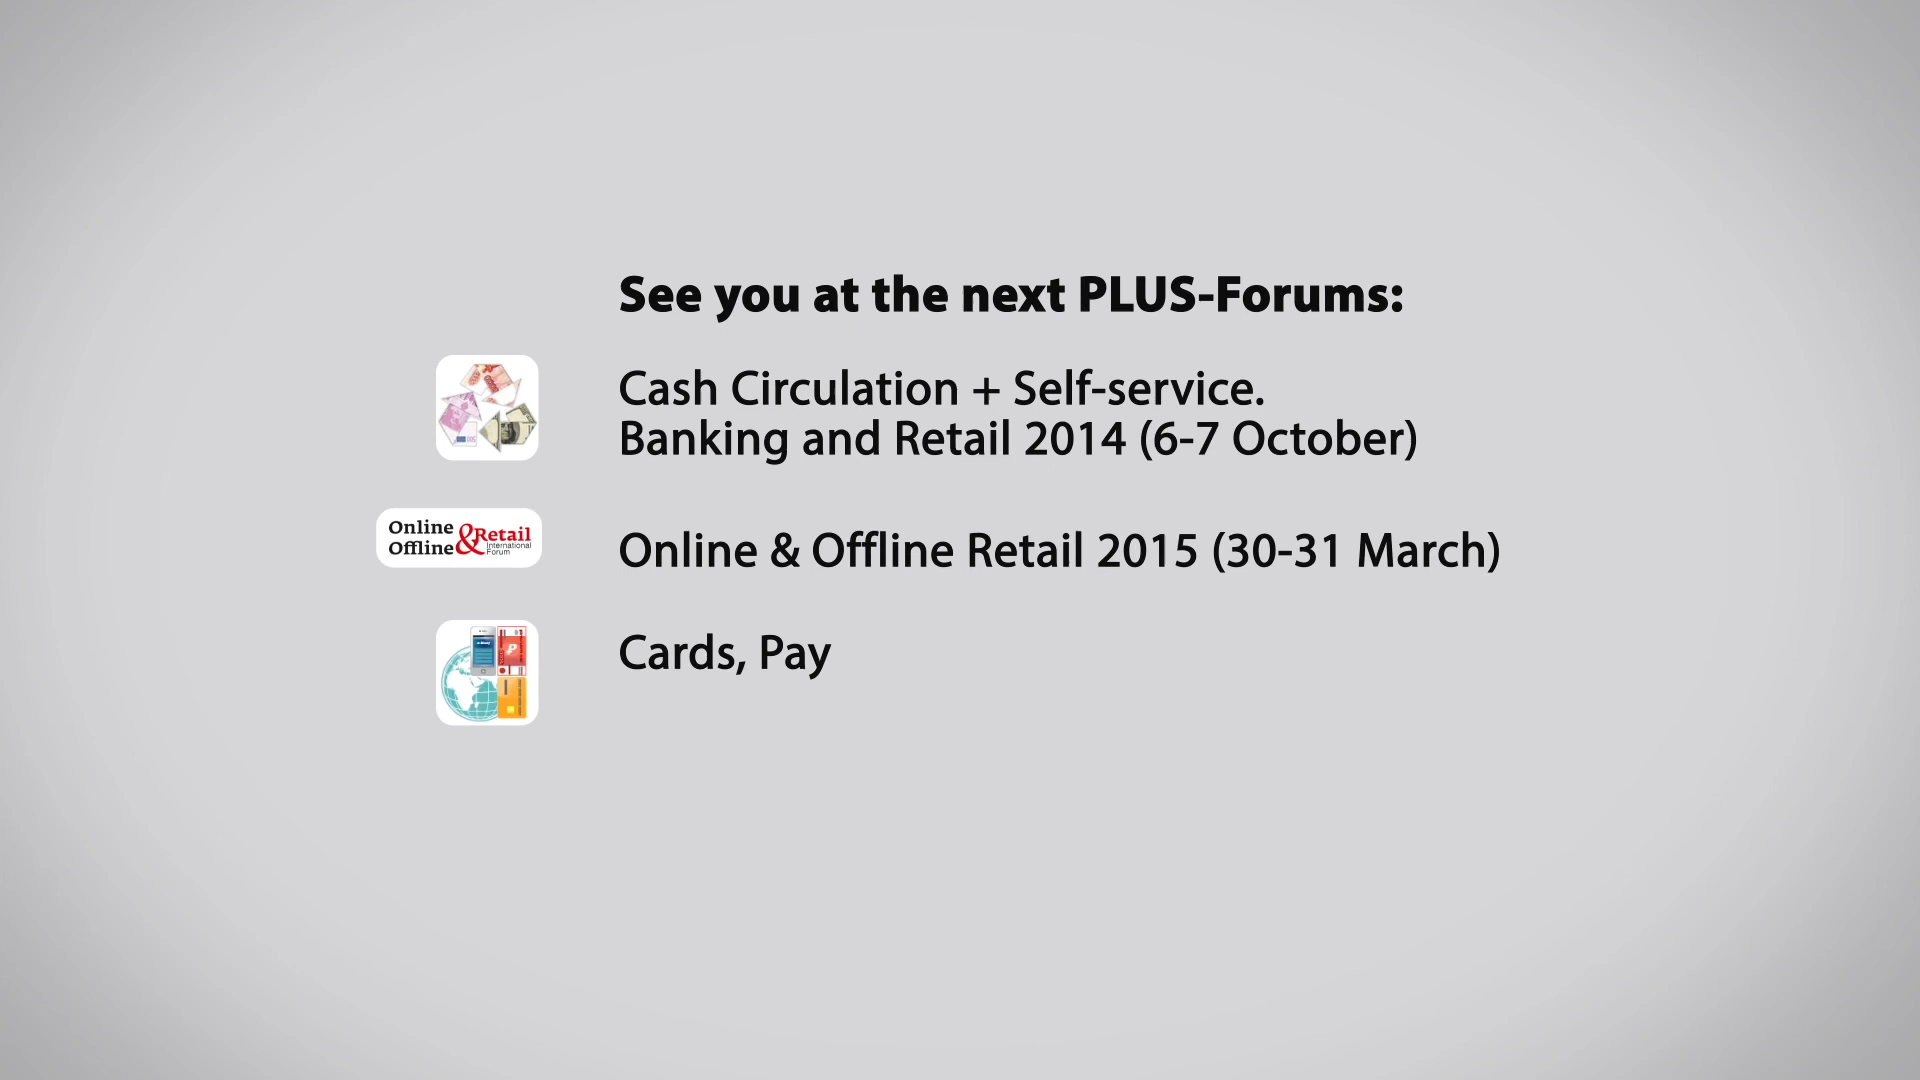 See you at the next PLUS-Forums:
Cash Circulation + Self-service.
Banking and Retail 2014 (6-7 October)
Online
Offline
&Retail
International
Forum
Online & Offline Retail 2015 (30-31 March)
P
Cards, Pay